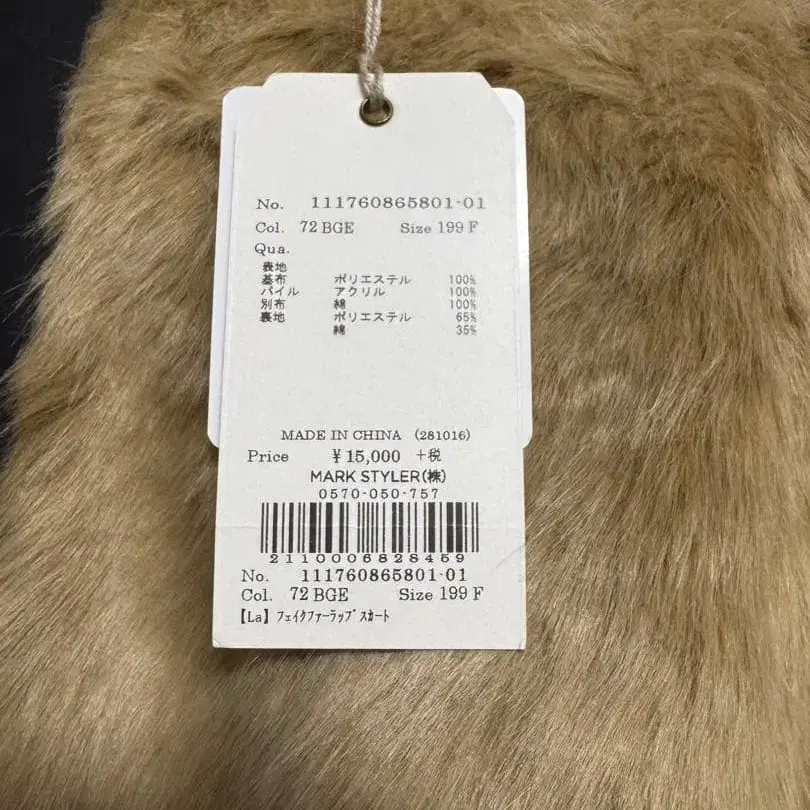 No. 111760865801-01
Col. 72 BGE Size 199 F
Qua.
表地
基布 ポリエステル 100%
パイル アクリル 100%
別布 綿 100%
裏地 ポリエステル 65%
綿 35%
MADE IN CHINA (281016)
Price ¥15,000 +税
MARK STYLER(株)
0570-050-757
2110006828459
No. 111760865801-01
Col. 72 BGE Size 199 F
【La】ﾌｪｲｸﾌｧｰﾗｯﾌﾟｽｶｰﾄ